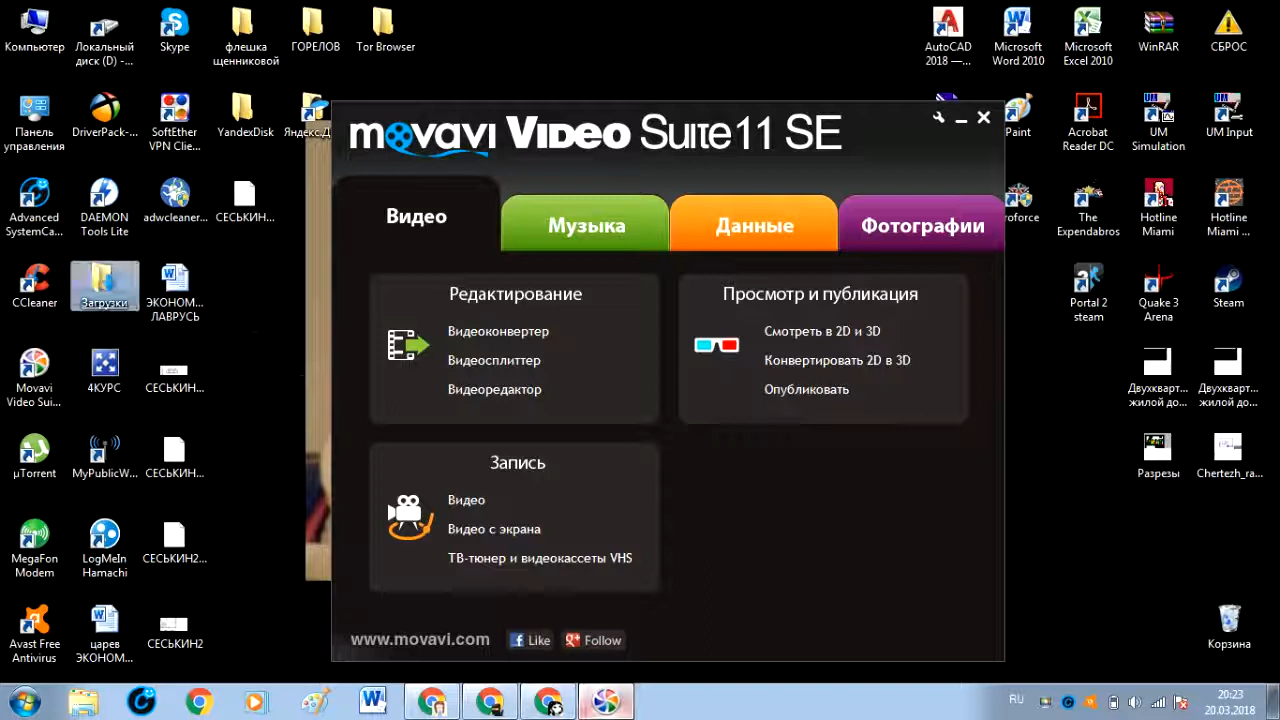 Компьютер
Локальный
диск (D) -...
Skype
флешка
щенниковой
ГОРЕЛОВ
Tor Browser
AutoCAD
2018 —...
Microsoft
Word 2010
Microsoft
Excel 2010
WinRAR
СБРОС
Панель
управления
DriverPack-...
SoftEther
VPN Clie...
YandexDisk
Яндекс.Д
Paint
Acrobat
Reader DC
UM
Simulation
UM Input
Advanced
SystemCa...
DAEMON
Tools Lite
adwcleaner...
СЕСЬКИН...
roforce
The
Expendabros
Hotline
Miami
Hotline
Miami ...
CCleaner
Загрузки
ЭКОНОМ...
ЛАВРУСЬ
Portal 2
steam
Quake 3
Arena
Steam
Movavi
Video Sui...
4КУРС
СЕСЬКИН...
Двухкварт...
жилой до...
Двухкварт...
жилой до...
µTorrent
MyPublicW...
СЕСЬКИН...
Разрезы
Chertezh_ra...
MegaFon
Modem
LogMeIn
Hamachi
СЕСЬКИН2...
Avast Free
Antivirus
царев
ЭКОНОМ...
СЕСЬКИН2
Корзина
movavi Video Suite 11 SE
Видео
Музыка
Данные
Фотографии
Редактирование
Видеоконвертер
Видеосплиттер
Видеоредактор
Просмотр и публикация
Смотреть в 2D и 3D
Конвертировать 2D в 3D
Опубликовать
Запись
Видео
Видео с экрана
ТВ-тюнер и видеокассеты VHS
www.movavi.com
Like
Follow
RU
20:23
20.03.2018